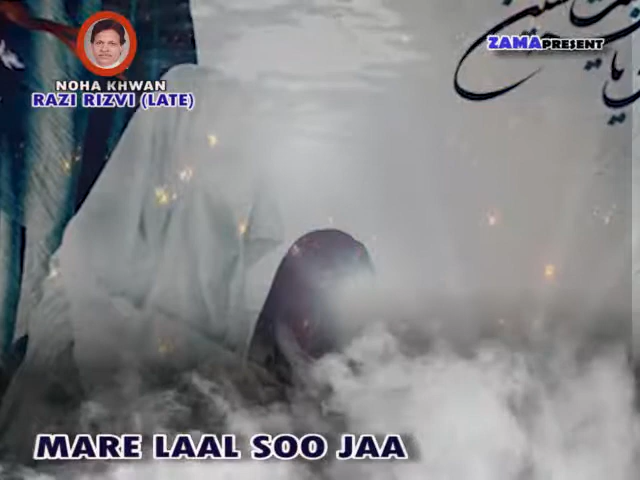 ZAMA PRESENT
NOHA KHWAN
RAZI RIZVI (LATE)
MARE LAAL SOO JAA